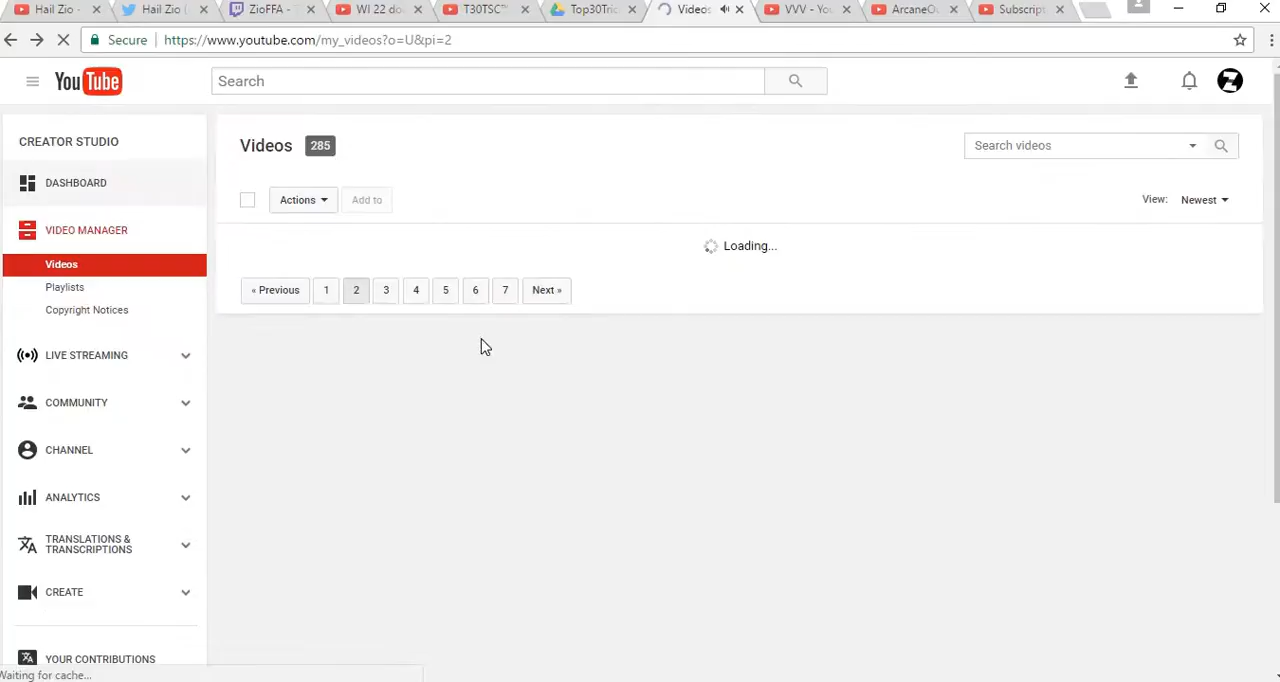 Hail Zio - Hail Zio ( ZioFFA - T WI 22 do T30TSC™ Top30Tric Videos VVV - You ArcaneO Subscript
Secure https://www.youtube.com/my_videos?o=U&pi=2
YouTube Search
CREATOR STUDIO
DASHBOARD
VIDEO MANAGER
Videos
Playlists
Copyright Notices
LIVE STREAMING
COMMUNITY
CHANNEL
ANALYTICS
TRANSLATIONS &
TRANSCRIPTIONS
CREATE
YOUR CONTRIBUTIONS
Videos 285
Search videos
Actions Add to
View: Newest
Loading...
« Previous 1 2 3 4 5 6 7 Next »
Waiting for cache...